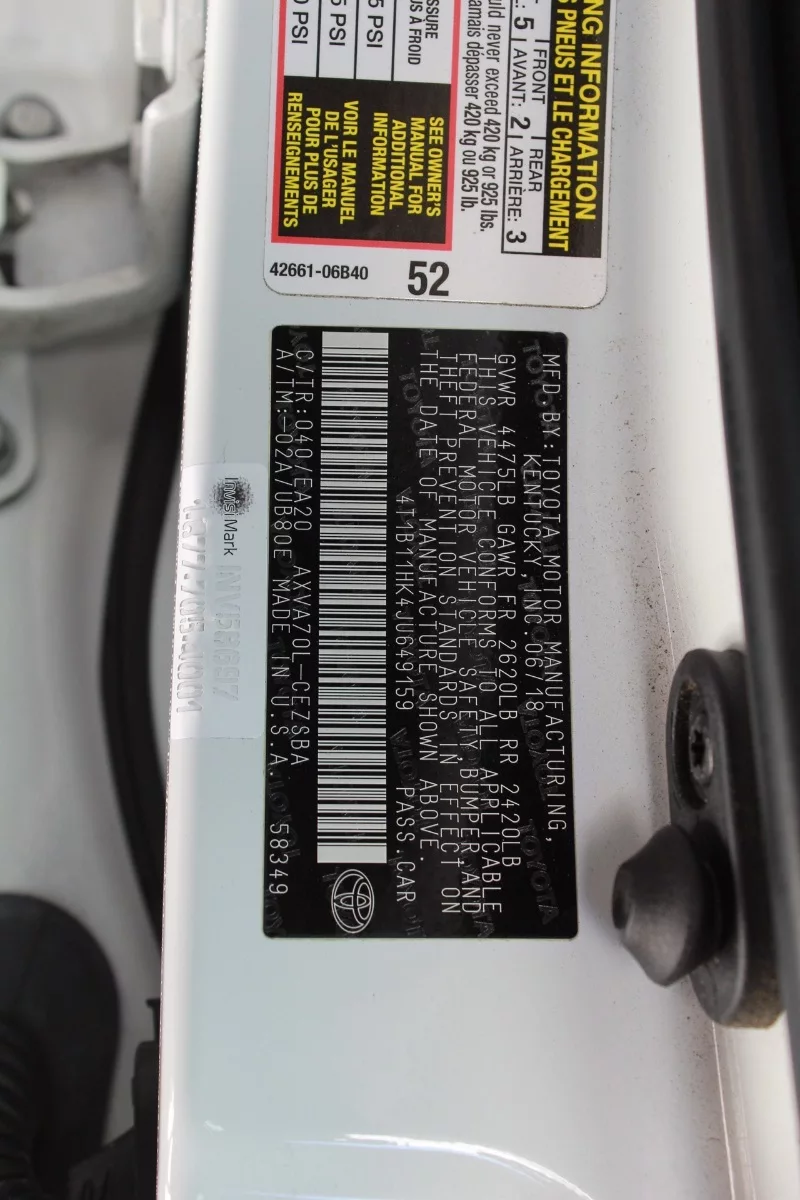 NG INFORMATION
S PNEUS ET LE CHARGEMENT
FRONT REAR
: 5 AVANT: 2 ARRIÈRE: 3
uld never exceed 420 kg or 925 lbs.
jamais dépasser 420 kg ou 925 lb.
SSURE
US À FROID
5 PSI
5 PSI
0 PSI
SEE OWNER'S
MANUAL FOR
ADDITIONAL
INFORMATION
VOIR LE MANUEL
DE L'USAGER
POUR PLUS DE
RENSEIGNEMENTS
42661-06B40
52
MFD.BY:TOYOTA MOTOR MANUFACTURING,
KENTUCKY,INC. 06/18
GVWR 4475LB GAWR FR 2620LB RR 2420LB
THIS VEHICLE CONFORMS TO ALL APPLICABLE
FEDERAL MOTOR VEHICLE SAFETY,BUMPER,AND
THEFT PREVENTION STANDARDS IN EFFECT ON
THE DATE OF MANUFACTURE SHOWN ABOVE.
4T1B11HK4JU649159 PASS.CAR
C/TR:040/EA20 AXVA70L-CEZSBA
A/TM:-02A/UB80E MADE IN U.S.A. 58349
InvisiMark